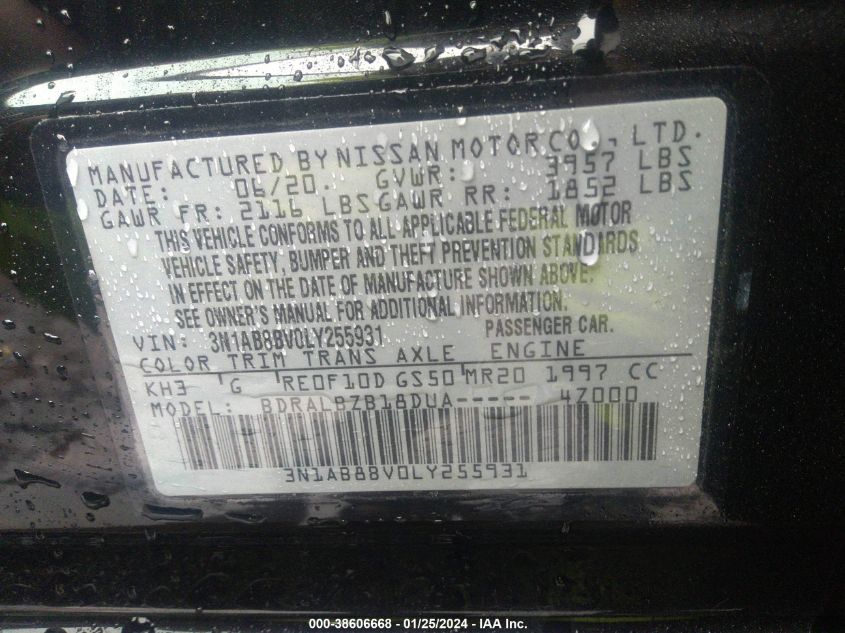 MANUFACTURED BY NISSAN MOTOR CO., LTD.
DATE: 06/20. GVWR: 3957 LBS
GAWR FR: 2116 LBS GAWR RR: 1852 LBS
THIS VEHICLE CONFORMS TO ALL APPLICABLE FEDERAL MOTOR
VEHICLE SAFETY, BUMPER AND THEFT PREVENTION STANDARDS
IN EFFECT ON THE DATE OF MANUFACTURE SHOWN ABOVE.
SEE OWNER'S MANUAL FOR ADDITIONAL INFORMATION.
VIN: 3N1AB8BV0LY255931 PASSENGER CAR.
COLOR TRIM TRANS AXLE ENGINE
KH3 G RE0F10D GS50 MR20 1997 CC
MODEL: BDRALBZB18DUA----- 4Z000
3N1AB8BV0LY255931
000-38606668 - 01/25/2024 - IAA Inc.